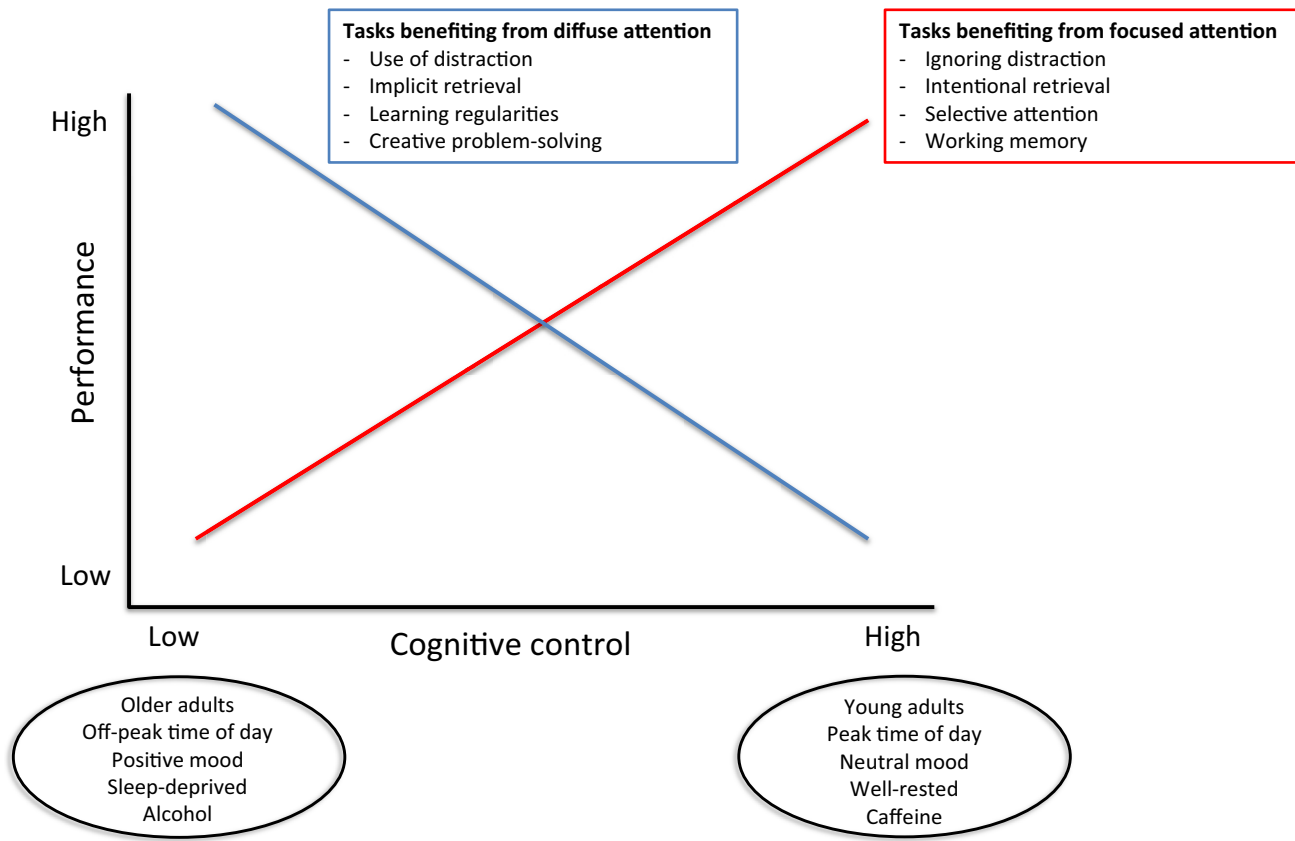 Tasks benefiting from diffuse attention
- Use of distraction
- Implicit retrieval
- Learning regularities
- Creative problem-solving
Tasks benefiting from focused attention
- Ignoring distraction
- Intentional retrieval
- Selective attention
- Working memory
High
Performance
Low
Low
Cognitive control
High
Older adults
Off-peak time of day
Positive mood
Sleep-deprived
Alcohol
Young adults
Peak time of day
Neutral mood
Well-rested
Caffeine